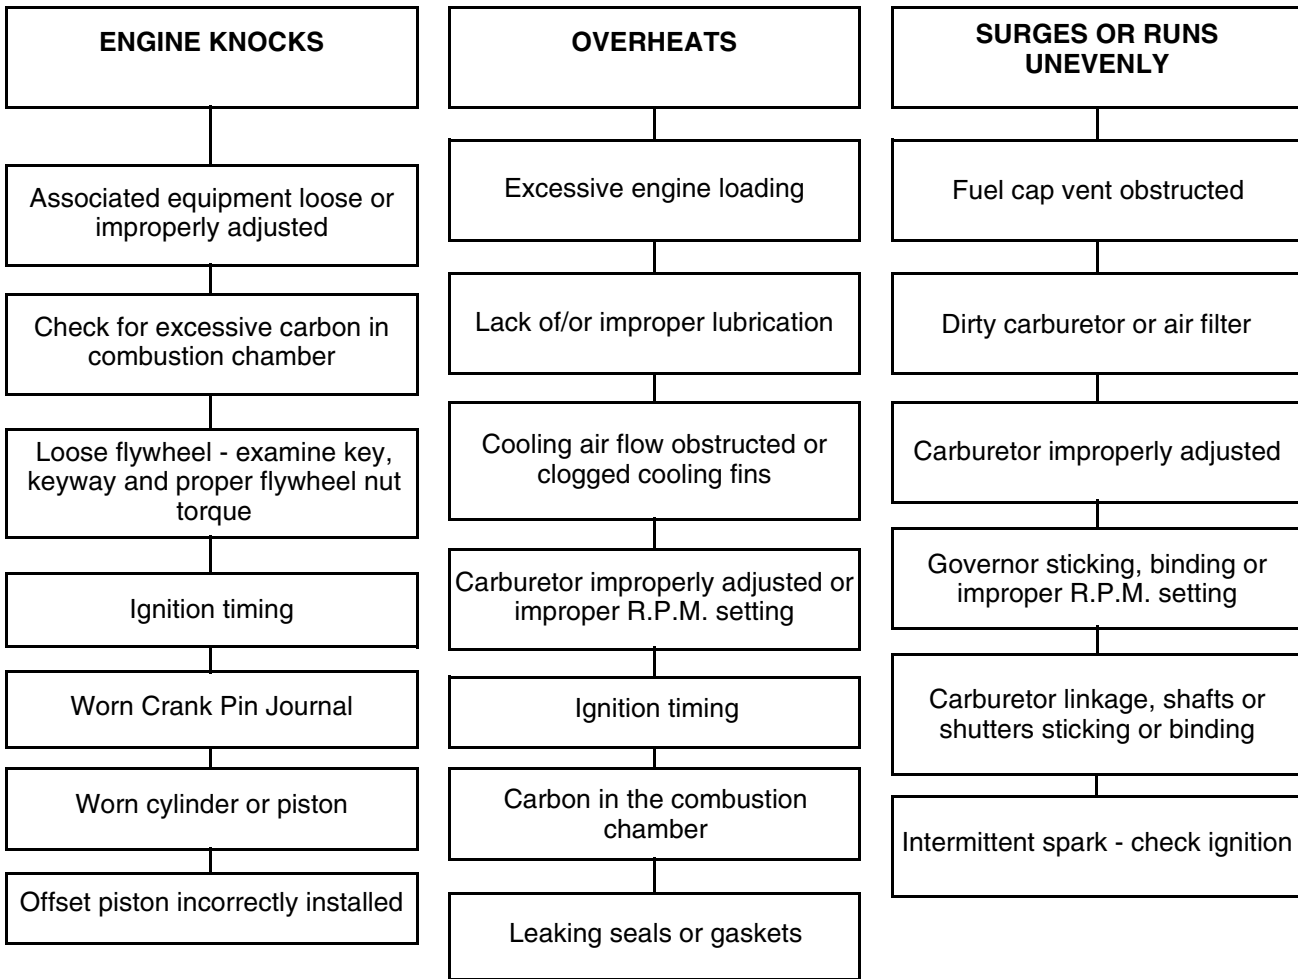 ENGINE KNOCKS
Associated equipment loose or
improperly adjusted
Check for excessive carbon in
combustion chamber
Loose flywheel - examine key,
keyway and proper flywheel nut
torque
Ignition timing
Worn Crank Pin Journal
Worn cylinder or piston
Offset piston incorrectly installed
OVERHEATS
Excessive engine loading
Lack of/or improper lubrication
Cooling air flow obstructed or
clogged cooling fins
Carburetor improperly adjusted or
improper R.P.M. setting
Ignition timing
Carbon in the combustion
chamber
Leaking seals or gaskets
SURGES OR RUNS
UNEVENLY
Fuel cap vent obstructed
Dirty carburetor or air filter
Carburetor improperly adjusted
Governor sticking, binding or
improper R.P.M. setting
Carburetor linkage, shafts or
shutters sticking or binding
Intermittent spark - check ignition